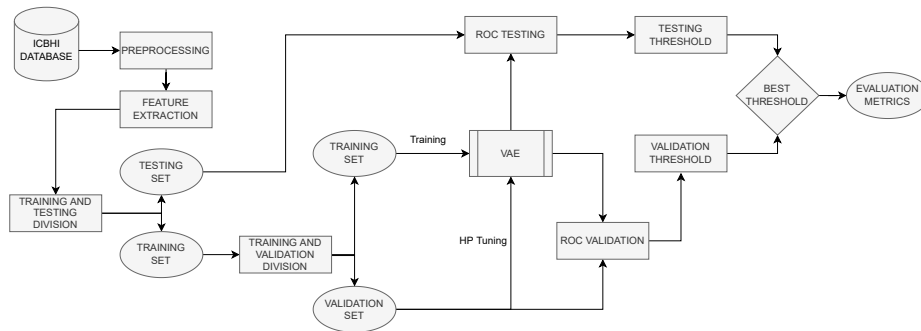 ICBHI
DATABASE
PREPROCESSING
FEATURE
EXTRACTION
TRAINING AND
TESTING
DIVISION
TESTING
SET
TRAINING
SET
TRAINING AND
VALIDATION
DIVISION
TRAINING
SET
VALIDATION
SET
Training
HP Tuning
VAE
ROC TESTING
ROC VALIDATION
TESTING
THRESHOLD
VALIDATION
THRESHOLD
BEST
THRESHOLD
EVALUATION
METRICS